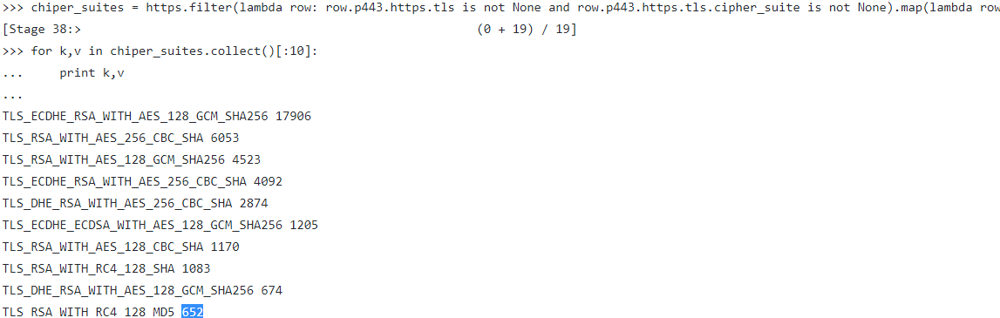 >>> chiper_suites = https.filter(lambda row: row.p443.https.tls is not None and row.p443.https.tls.cipher_suite is not None).map(lambda row
[Stage 38:> (0 + 19) / 19]
>>> for k,v in chiper_suites.collect()[:10]:
... print k,v
...
TLS_ECDHE_RSA_WITH_AES_128_GCM_SHA256 17906
TLS_RSA_WITH_AES_256_CBC_SHA 6053
TLS_RSA_WITH_AES_128_GCM_SHA256 4523
TLS_ECDHE_RSA_WITH_AES_256_CBC_SHA 4092
TLS_DHE_RSA_WITH_AES_256_CBC_SHA 2874
TLS_ECDHE_ECDSA_WITH_AES_128_GCM_SHA256 1205
TLS_RSA_WITH_AES_128_CBC_SHA 1170
TLS_RSA_WITH_RC4_128_SHA 1083
TLS_DHE_RSA_WITH_AES_128_GCM_SHA256 674
TLS RSA WITH RC4 128 MD5 652